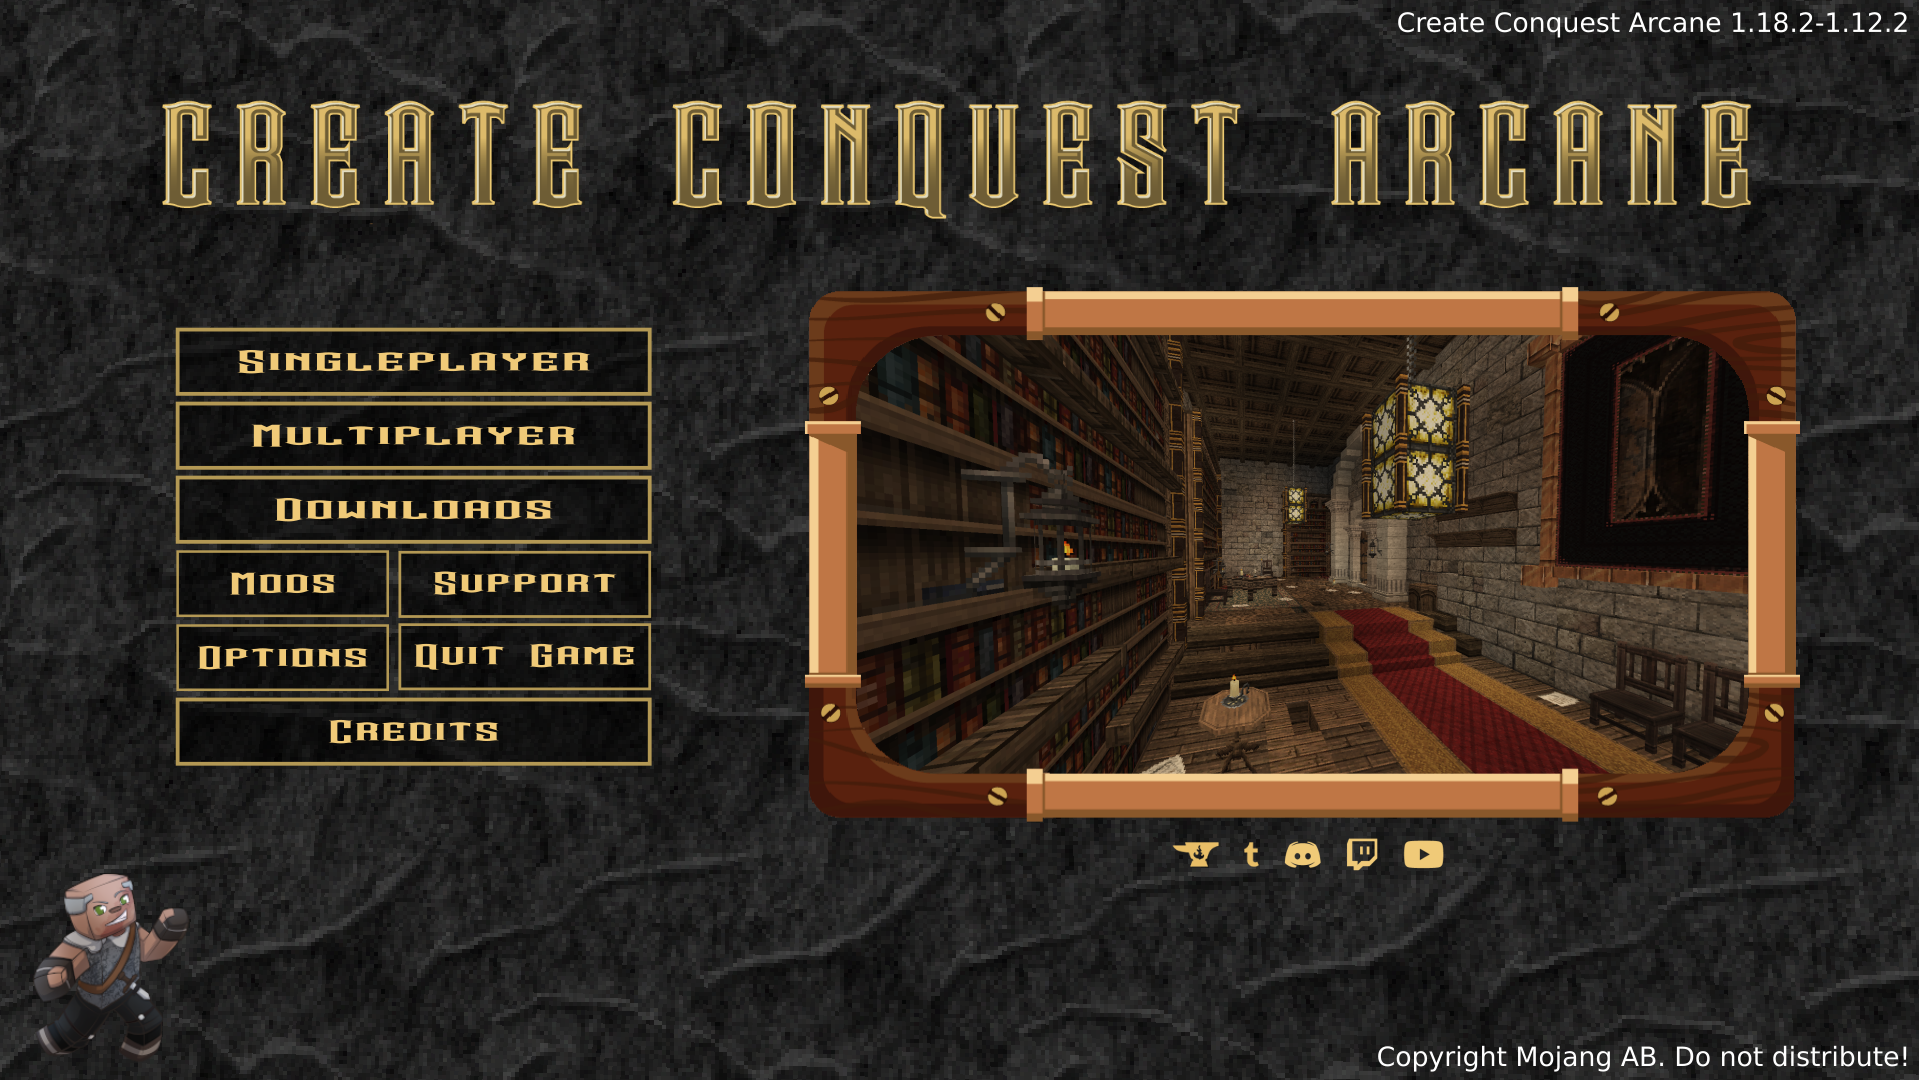 Create Conquest Arcane 1.18.2-1.12.2
CREATE CONQUEST ARCANE
SINGLEPLAYER
MULTIPLAYER
DOWNLOADS
MODS
SUPPORT
OPTIONS
QUIT GAME
CREDITS
t
Copyright Mojang AB. Do not distribute!